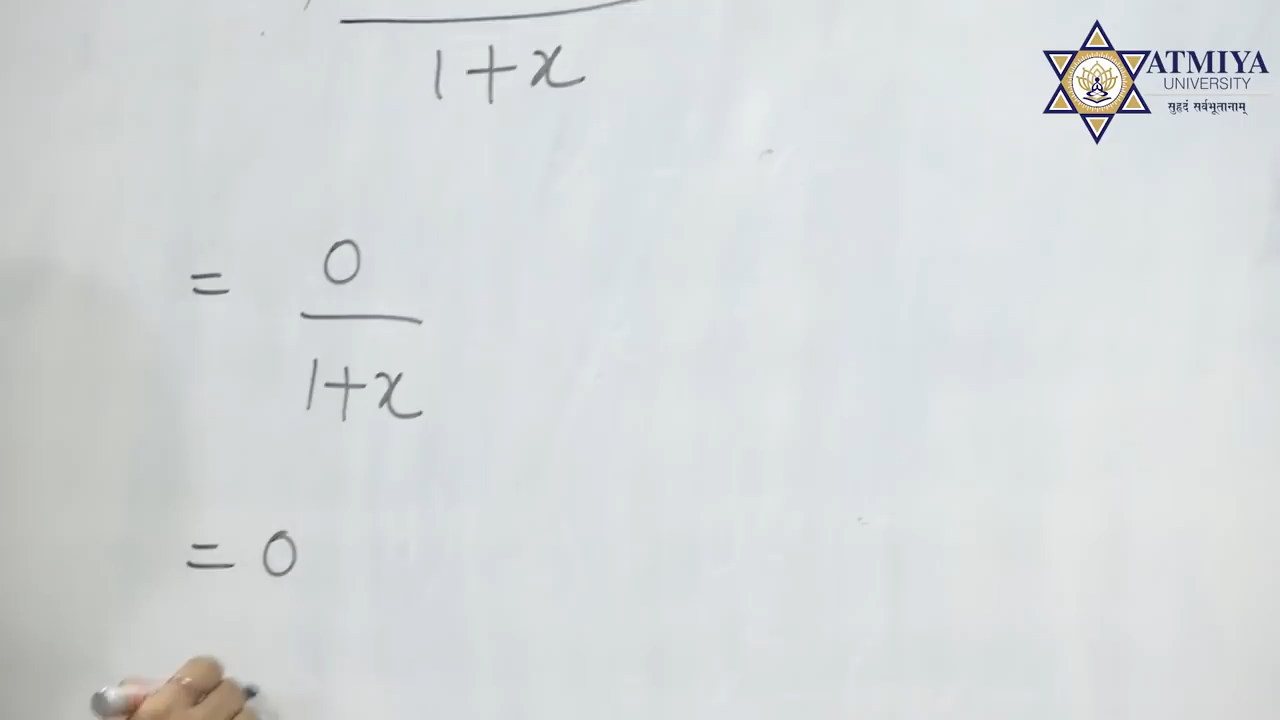 1+x
ATMIYA
UNIVERSITY
सुहृदं सर्वभूतानाम्
= 0
1+x
= 0